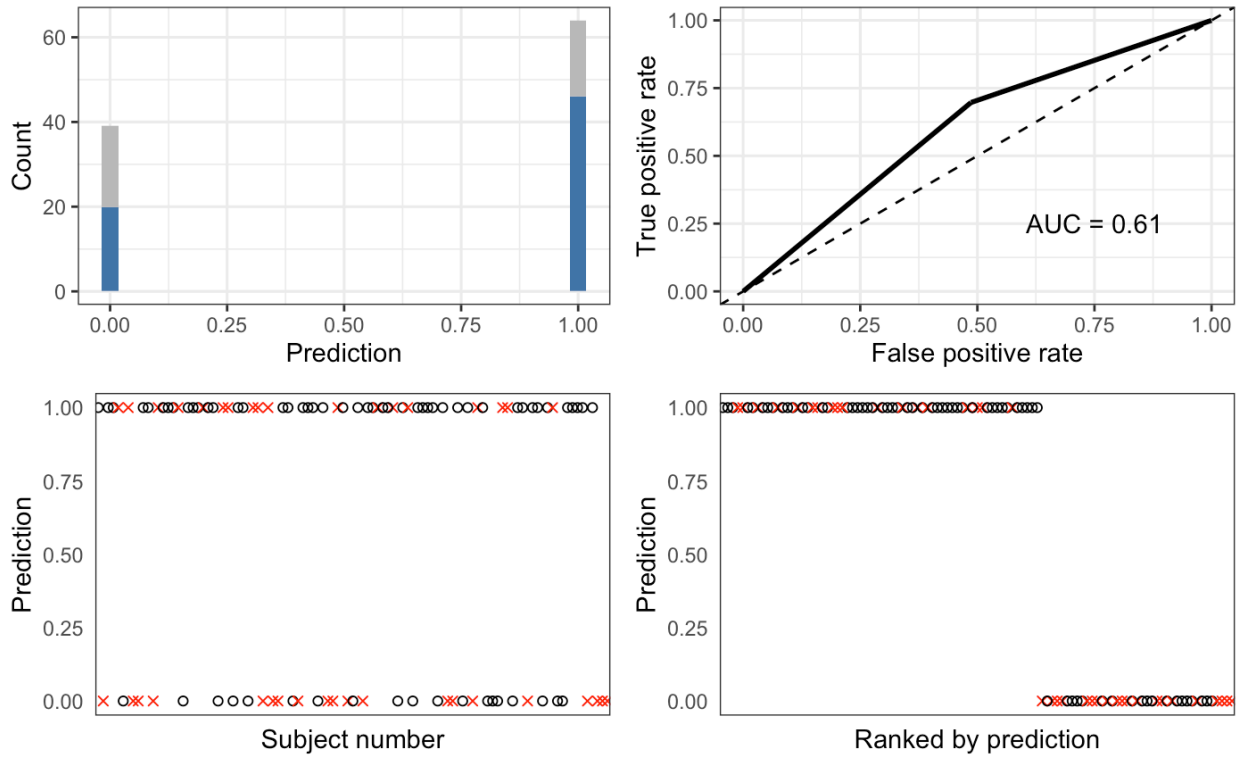 Count
60
40
20
0
0.00 0.25 0.50 0.75 1.00
Prediction
True positive rate
1.00
0.75
0.50
0.25
0.00
AUC = 0.61
0.00 0.25 0.50 0.75 1.00
False positive rate
Prediction
1.00
0.75
0.50
0.25
0.00
Subject number
Prediction
1.00
0.75
0.50
0.25
0.00
Ranked by prediction